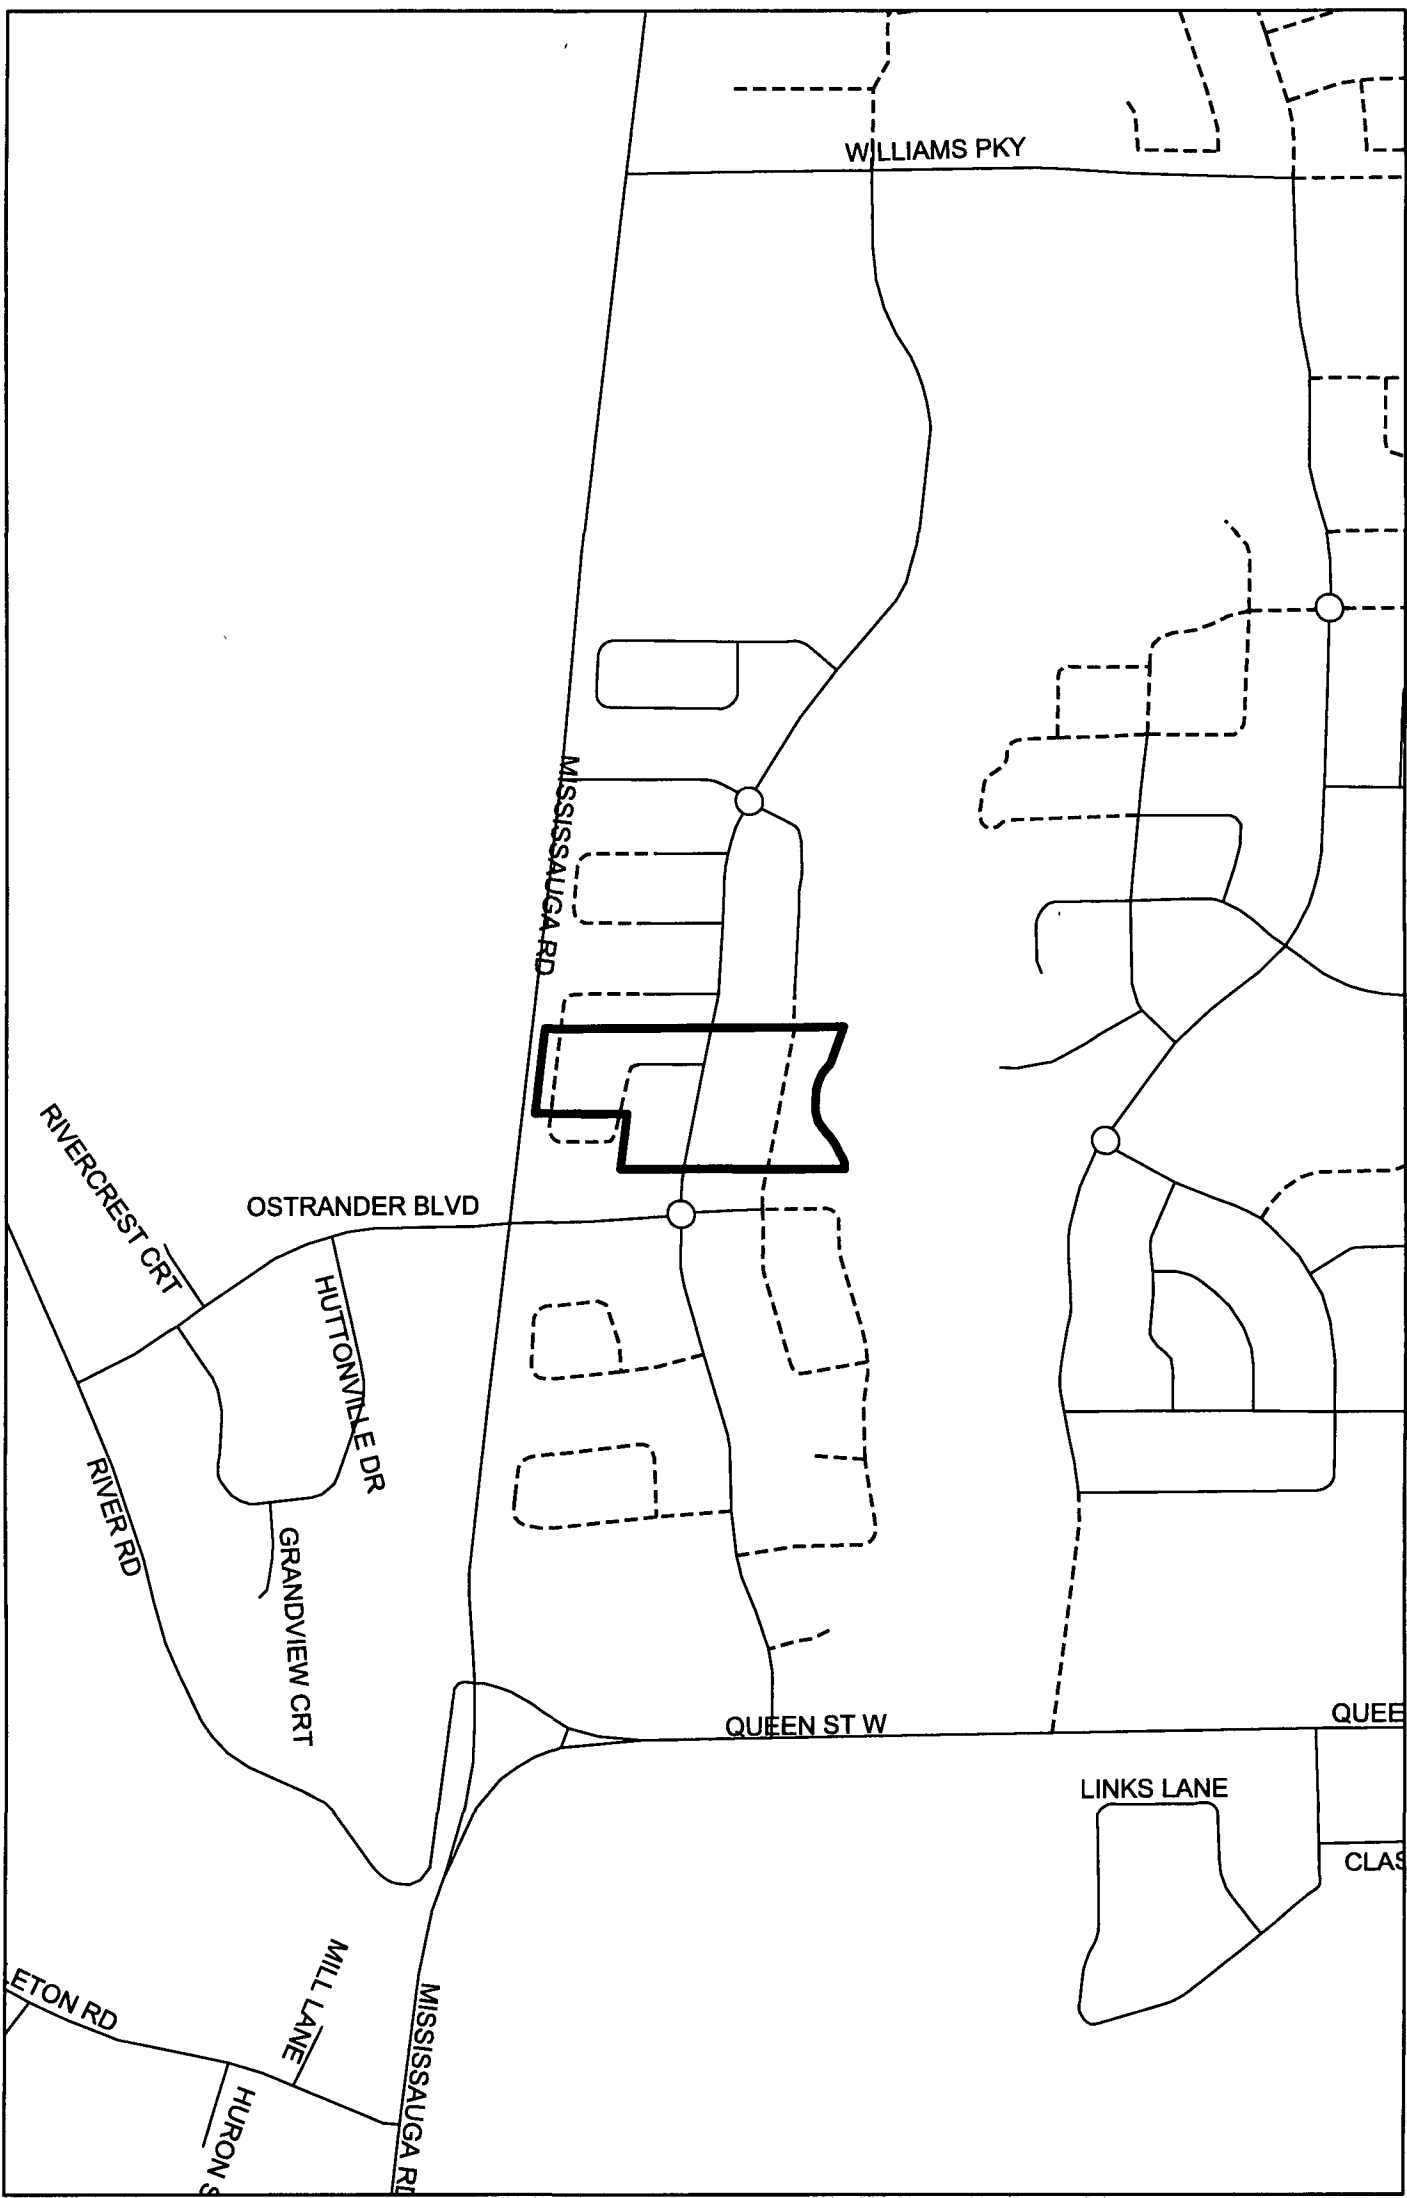 WILLIAMS PKY
MISSISSAUGA RD
RIVERCREST CRT
OSTRANDER BLVD
HUTTONVILLE DR
RIVER RD
GRANDVIEW CRT
QUEEN ST W
QUEE
LINKS LANE
CLAS
MILL LANE
ETON RD
MISSISSAUGA RD
HURON S